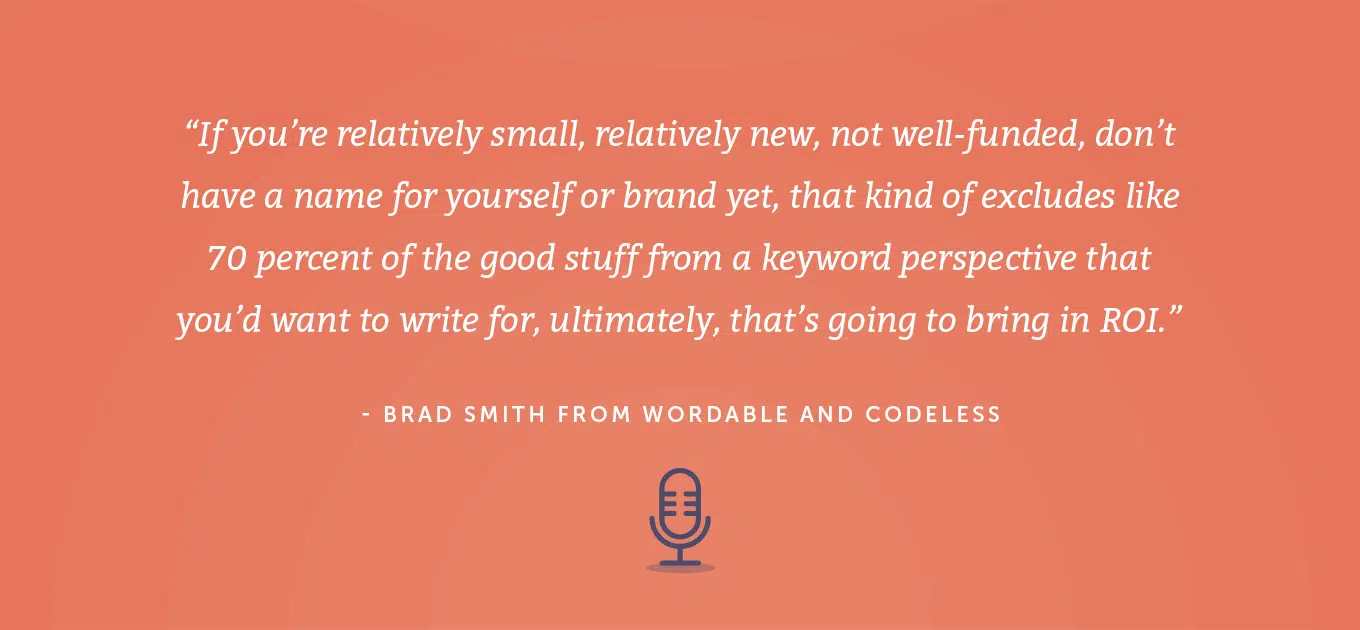 “If you’re relatively small, relatively new, not well-funded, don’t
have a name for yourself or brand yet, that kind of excludes like
70 percent of the good stuff from a keyword perspective that
you’d want to write for, ultimately, that’s going to bring in ROI.”
- BRAD SMITH FROM WORDABLE AND CODELESS